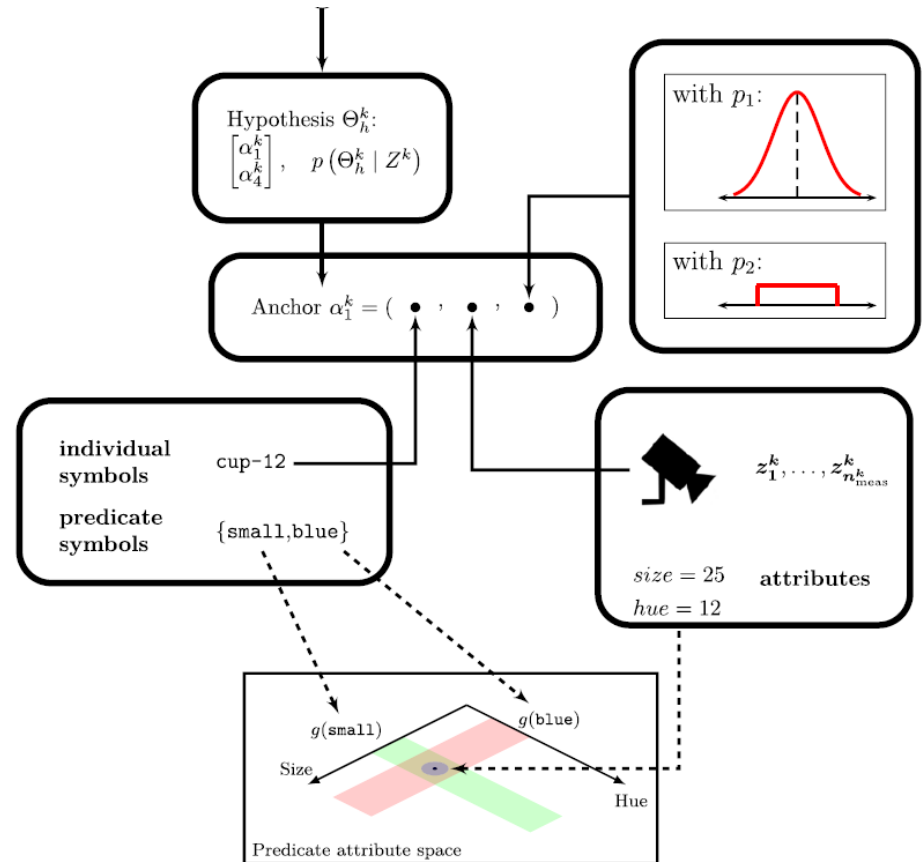 Hypothesis Θ_h^k:
[α_1^k α_4^k], p(Θ_h^k | Z^k)
with p_1:
with p_2:
Anchor α_1^k = ( • , • , • )
individual
symbols
cup-12
predicate
symbols
{small,blue}
z_1^k, . . . , z_{n_meas^k}^k
size = 25
attributes
hue = 12
g(small)
g(blue)
Size
Hue
Predicate attribute space